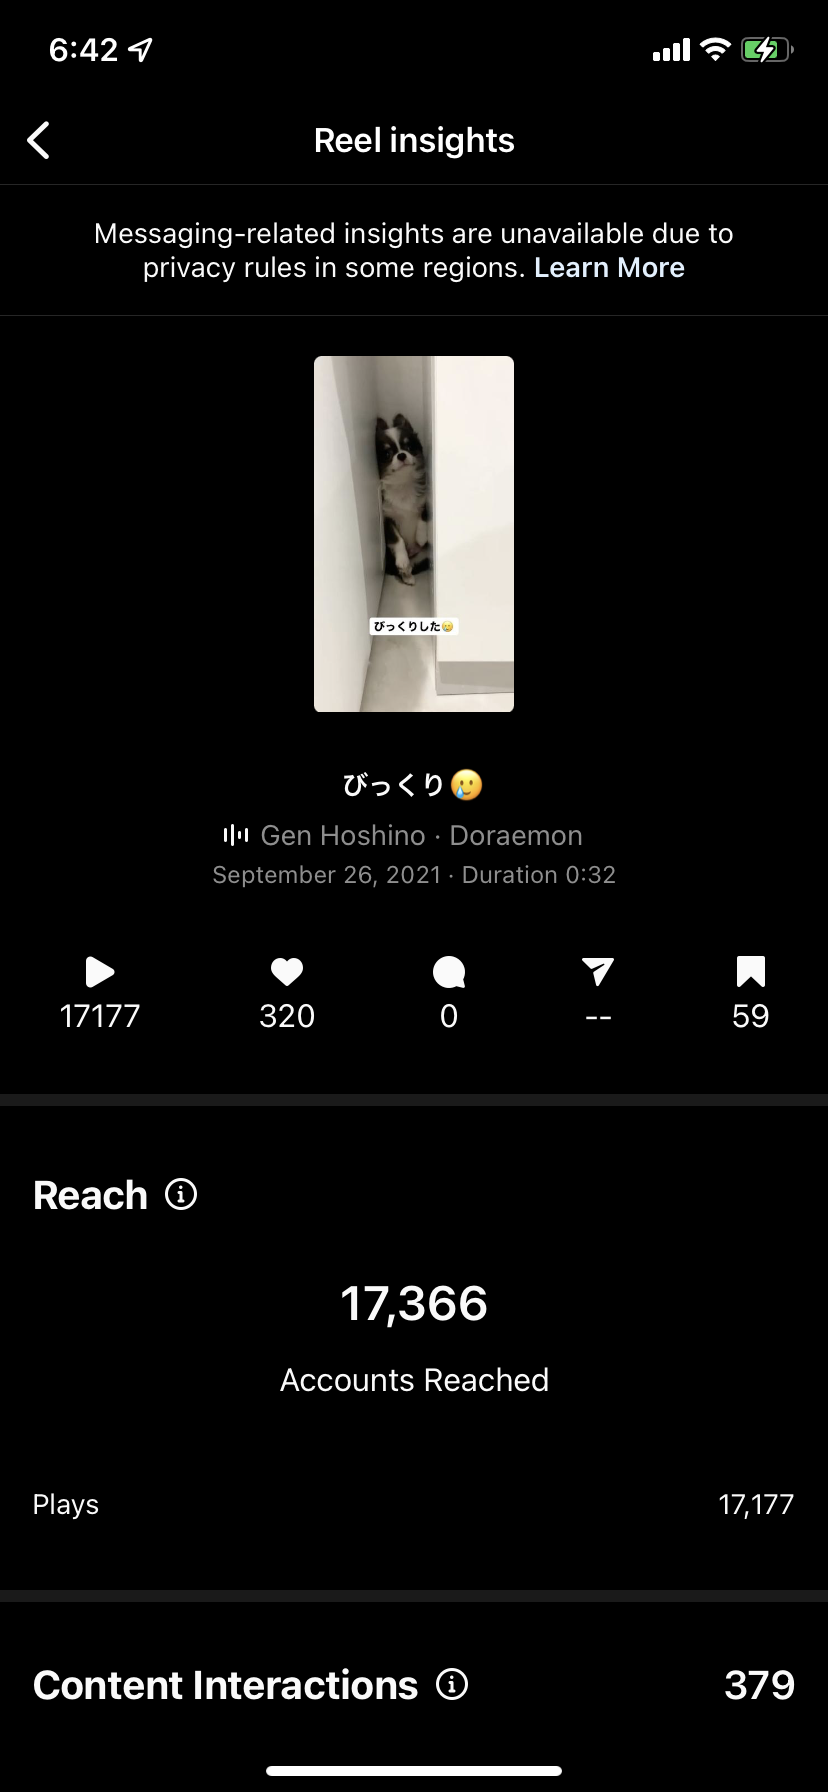 6:42
Reel insights
Messaging-related insights are unavailable due to
privacy rules in some regions. Learn More
びっくりした🥲
びっくり🥲
Gen Hoshino · Doraemon
September 26, 2021 · Duration 0:32
17177 320 0 -- 59
Reach
17,366
Accounts Reached
Plays 17,177
Content Interactions 379